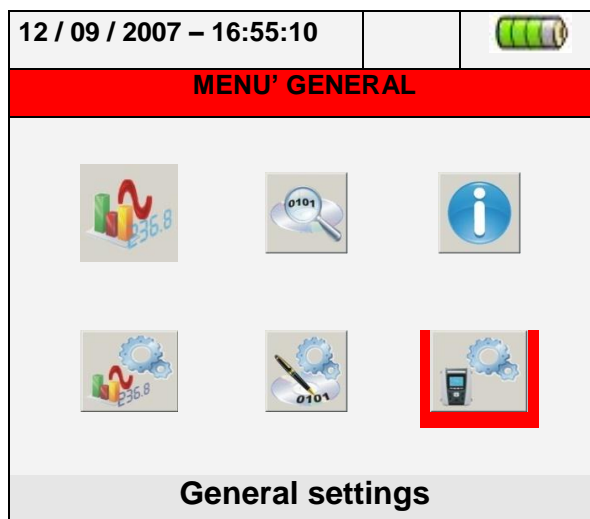 12 / 09 / 2007 – 16:55:10
MENU’ GENERAL
236.8
0101
236.8
0101
General settings